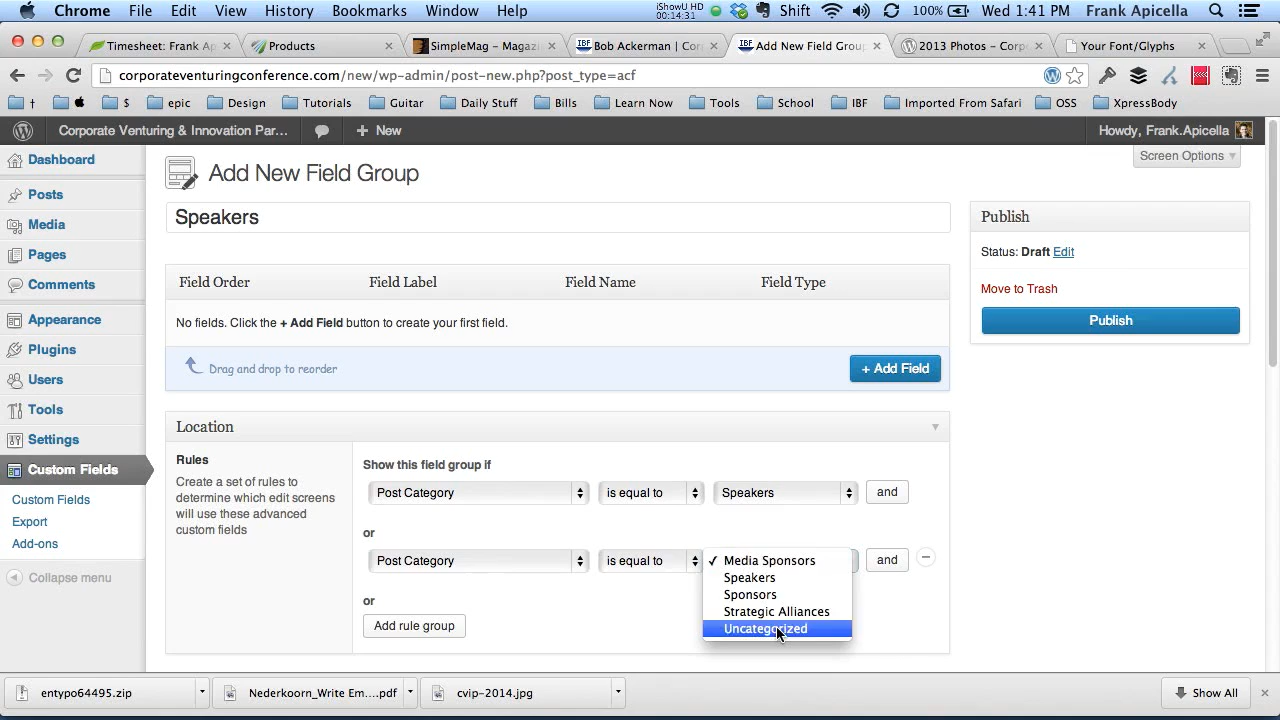 Chrome File Edit View History Bookmarks Window Help iShowU HD 00:14:31 Shift 100% Wed 1:41 PM Frank Apicella
Timesheet: Frank Ap × Products × SimpleMag – Magazi × Bob Ackerman | Cor × Add New Field Group × 2013 Photos – Corp × Your Font/Glyphs ×
corporateventuringconference.com/new/wp-admin/post-new.php?post_type=acf
† $ epic Design Tutorials Guitar Daily Stuff Bills Learn Now Tools School IBF Imported From Safari OSS XpressBody
Corporate Venturing & Innovation Par... + New Howdy, Frank.Apicella
Screen Options
Dashboard
Posts
Media
Pages
Comments
Appearance
Plugins
Users
Tools
Settings
Custom Fields
Custom Fields
Export
Add-ons
Collapse menu
Add New Field Group
Speakers
Field Order Field Label Field Name Field Type
No fields. Click the + Add Field button to create your first field.
Drag and drop to reorder + Add Field
Location
Rules
Create a set of rules to
determine which edit screens
will use these advanced
custom fields
Show this field group if
Post Category is equal to Speakers and
or
Post Category is equal to ✓ Media Sponsors and
Speakers
Sponsors
Strategic Alliances
Uncategorized
or
Add rule group
Publish
Status: Draft Edit
Move to Trash
Publish
entypo64495.zip Nederkoorn_Write Em....pdf cvip-2014.jpg Show All ×